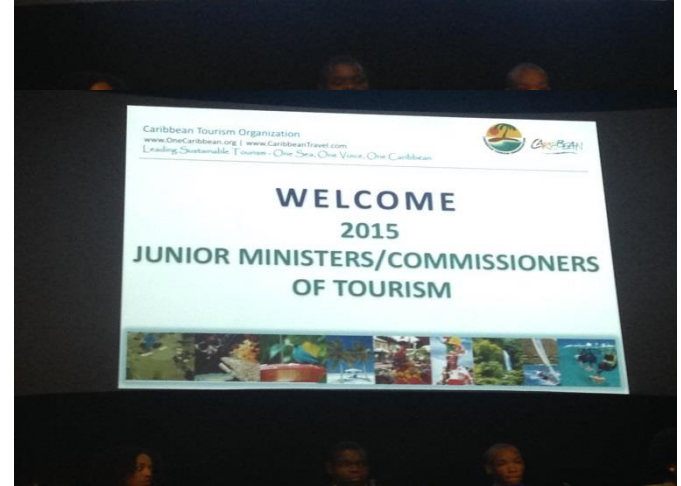 Caribbean Tourism Organization
www.OneCaribbean.org | www.CaribbeanTravel.com
Leading Sustainable Tourism - One Sea, One Voice, One Caribbean
CARIBBEAN
WELCOME
2015
JUNIOR MINISTERS/COMMISSIONERS
OF TOURISM